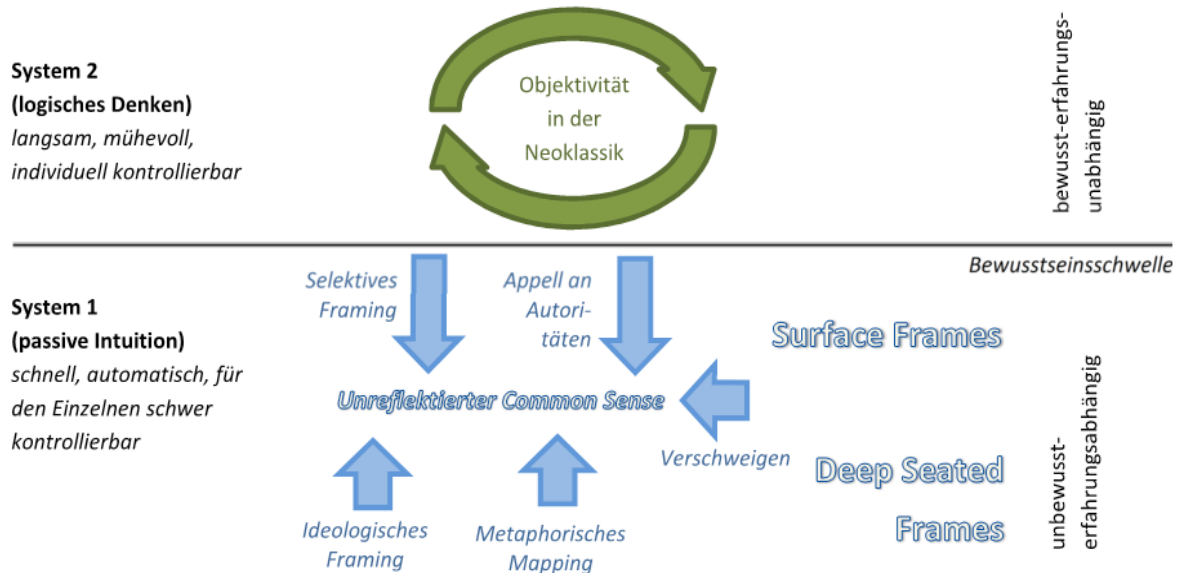 System 2
(logisches Denken)
langsam, mühevoll,
individuell kontrollierbar
Objektivität
in der
Neoklassik
bewusst-erfahrungs-
unabhängig
Bewusstseinsschwelle
System 1
(passive Intuition)
schnell, automatisch, für
den Einzelnen schwer
kontrollierbar
Selektives
Framing
Appell an
Autori-
täten
Surface Frames
Unreflektierter Common Sense
Verschweigen
Deep Seated
Frames
Ideologisches
Framing
Metaphorisches
Mapping
unbewusst-
erfahrungsabhängig